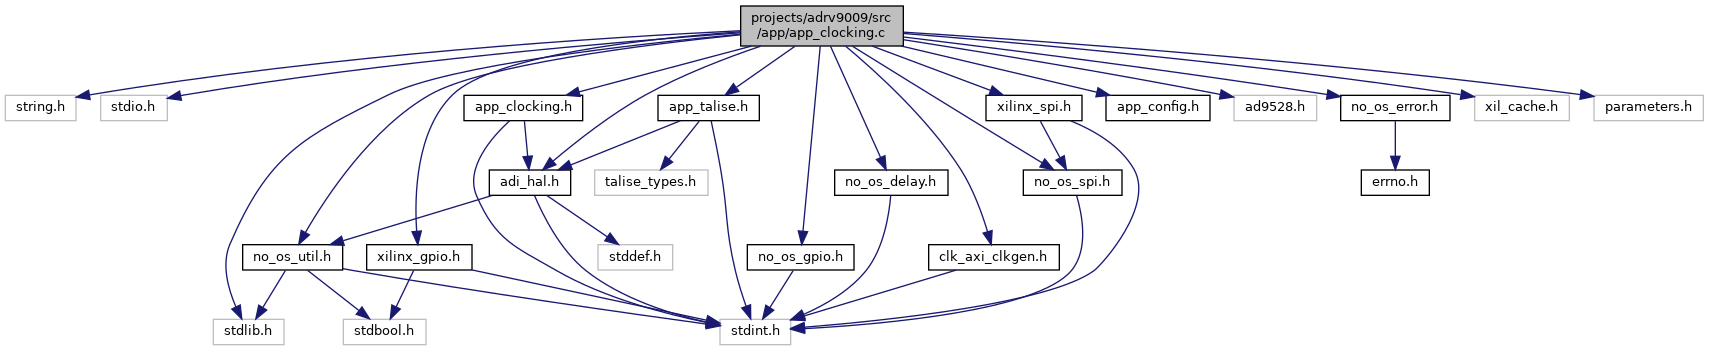 projects/adrv9009/src
/app/app_clocking.c
string.h
stdio.h
app_clocking.h
app_talise.h
xilinx_spi.h
app_config.h
ad9528.h
no_os_error.h
xil_cache.h
parameters.h
adi_hal.h
talise_types.h
no_os_delay.h
no_os_spi.h
errno.h
no_os_util.h
xilinx_gpio.h
stddef.h
no_os_gpio.h
clk_axi_clkgen.h
stdlib.h
stdbool.h
stdint.h